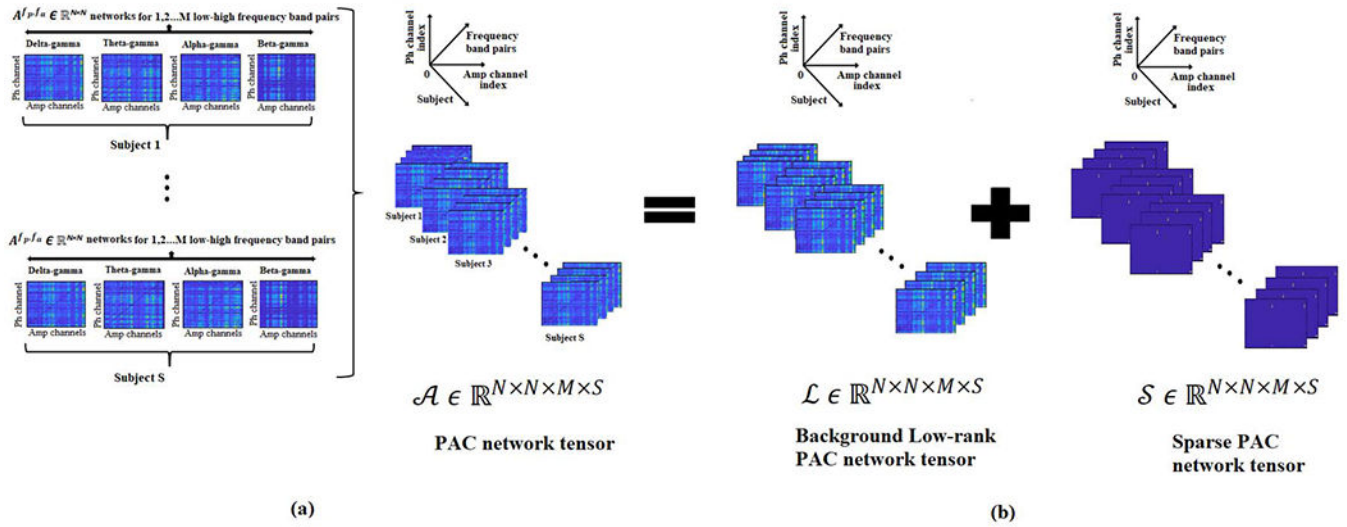 A^{f_p,f_a} ϵ ℝ^{N×N} networks for 1,2...M low-high frequency band pairs
Delta-gamma Theta-gamma Alpha-gamma Beta-gamma
Ph channel
Ph channel
Ph channel
Ph channel
Amp channels Amp channels Amp channels Amp channels
Subject 1
A^{f_p,f_a} ϵ ℝ^{N×N} networks for 1,2...M low-high frequency band pairs
Delta-gamma Theta-gamma Alpha-gamma Beta-gamma
Ph channel
Ph channel
Ph channel
Ph channel
Amp channels Amp channels Amp channels Amp channels
Subject S
(a)
Ph channel
index
Frequency
band pairs
0
Amp channel
index
Subject
Subject 1
Subject 2
Subject 3
Subject S
𝒜 ϵ ℝ^{N×N×M×S}
PAC network tensor
=
Ph channel
index
Frequency
band pairs
0
Amp channel
index
Subject
ℒ ϵ ℝ^{N×N×M×S}
Background Low-rank
PAC network tensor
+
Ph channel
index
Frequency
band pairs
0
Amp channel
index
Subject
𝒮 ϵ ℝ^{N×N×M×S}
Sparse PAC
network tensor
(b)